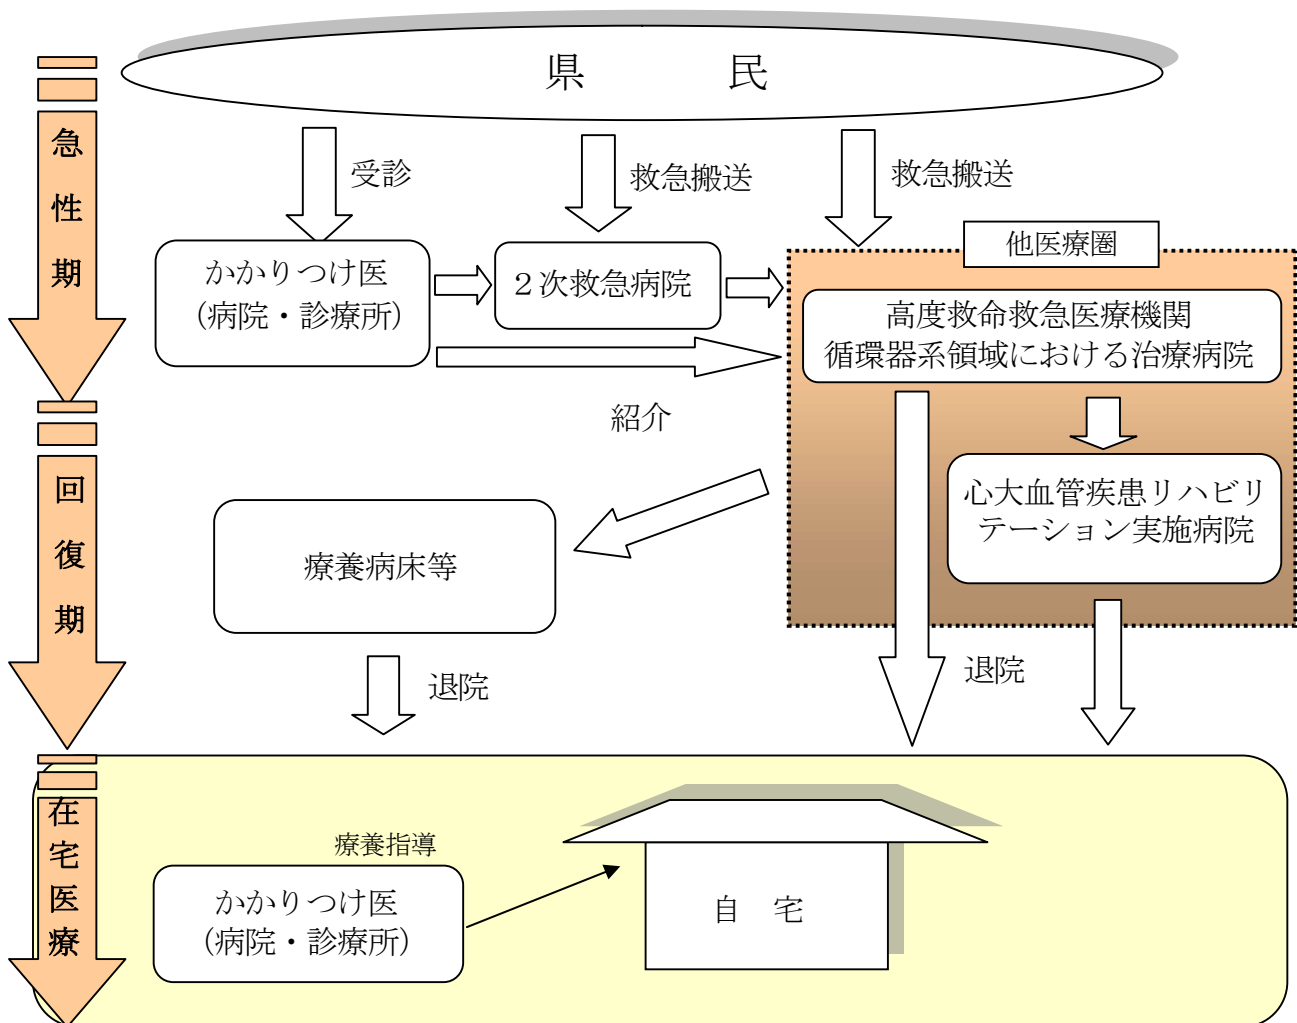 県　民
急性期
受診
救急搬送
救急搬送
他医療圏
かかりつけ医
（病院・診療所）
２次救急病院
高度救命救急医療機関
循環器系領域における治療病院
紹介
回復期
心大血管疾患リハビリ
テーション実施病院
療養病床等
退院
退院
在宅医療
療養指導
かかりつけ医
（病院・診療所）
自　宅